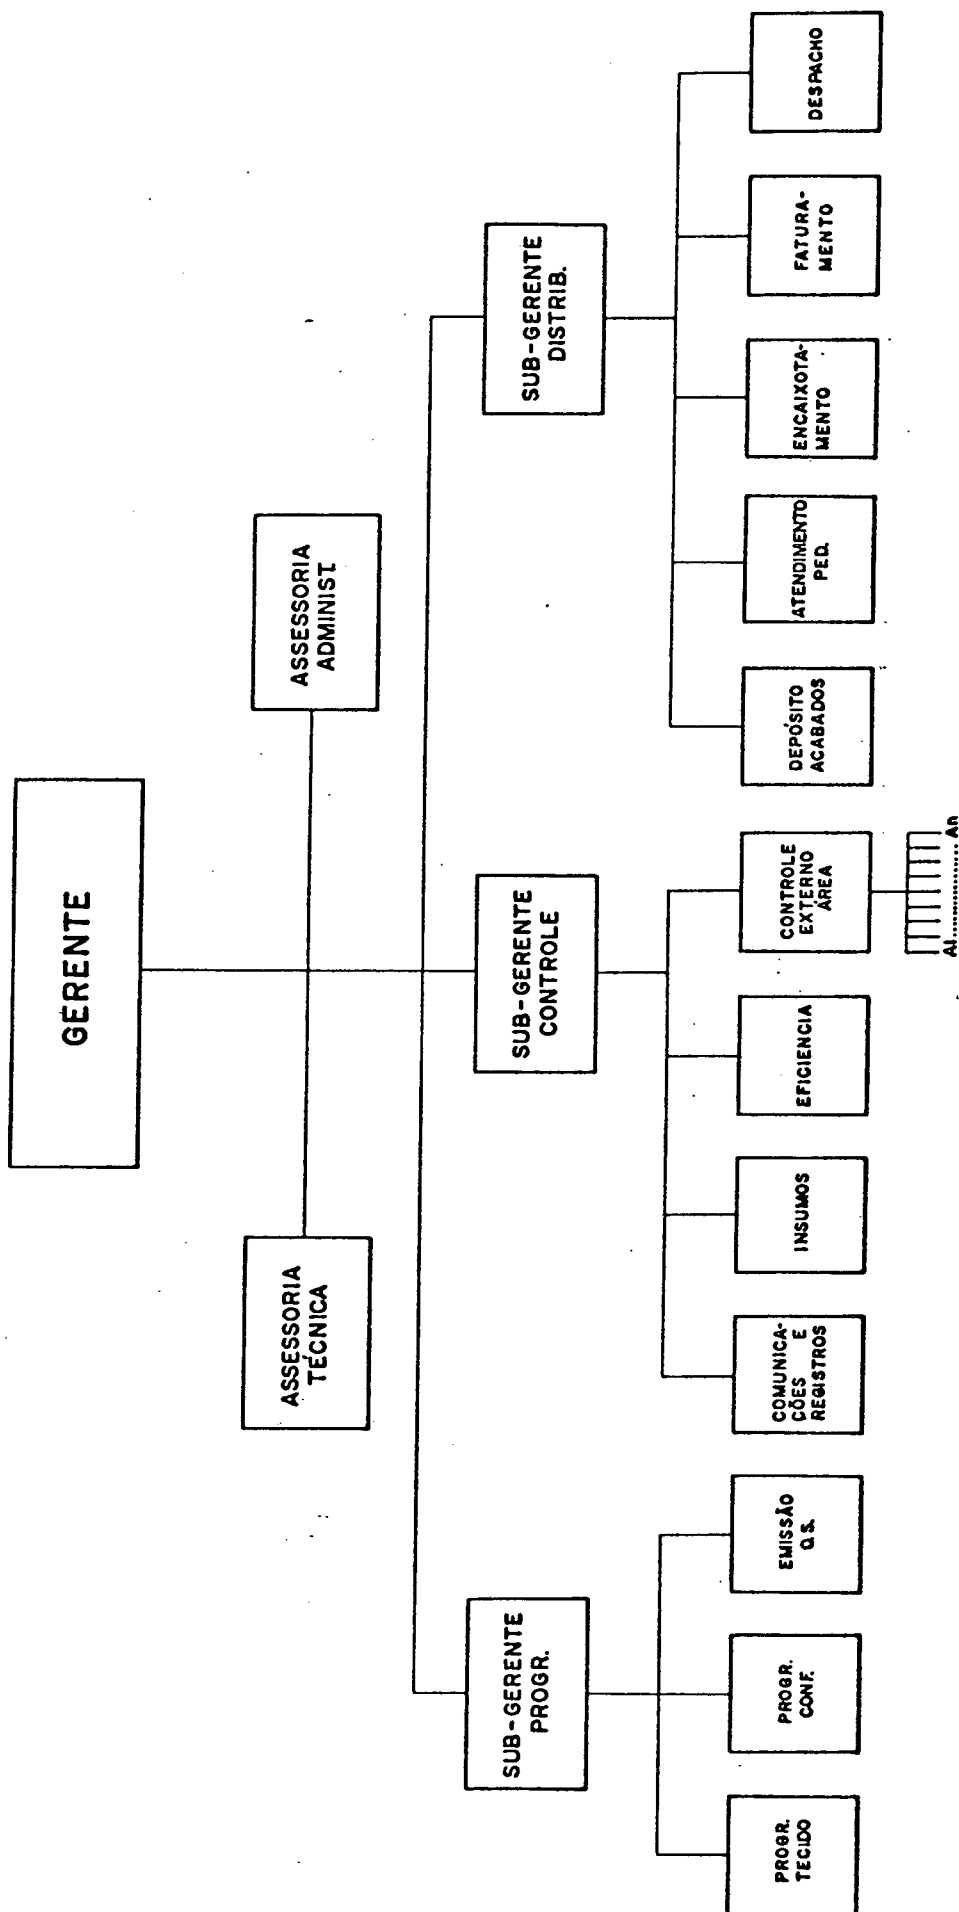 GERENTE
ASSESSORIA
TÉCNICA
ASSESSORIA
ADMINIST.
SUB-GERENTE
PROGR.
SUB-GERENTE
CONTROLE
SUB-GERENTE
DISTRIB.
PROGR.
TECIDO
PROGR.
CONF.
EMISSÃO
O.S.
COMUNICA-
ÇÕES E
REGISTROS
INSUMOS
EFICIENCIA
CONTROLE
EXTERNO
ÁREA
DEPÓSITO
ACABADOS
ATENDIMENTO
PED.
ENCAIXOTA-
MENTO
FATURA-
MENTO
DESPACHO
A1.................. An